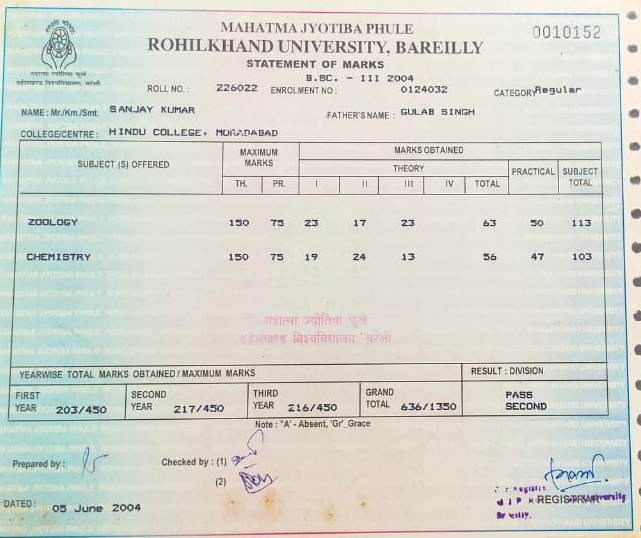 MAHATMA JYOTIBA PHULE
0010152
ROHILKHAND UNIVERSITY, BAREILLY
STATEMENT OF MARKS
B.SC. - III 2004
महात्मा ज्योतिबा फुले
ROLL NO. : 226022 ENROLMENT NO : 0124032 CATEGORY Regular
NAME : Mr./Km./Smt. SANJAY KUMAR FATHER'S NAME : GULAB SINGH
COLLEGE/CENTRE : HINDU COLLEGE, MORADABAD
SUBJECT (S) OFFERED MAXIMUM MARKS MARKS OBTAINED
THEORY PRACTICAL SUBJECT TOTAL
TH. PR. I II III IV TOTAL
ZOOLOGY 150 75 23 17 23 63 50 113
CHEMISTRY 150 75 19 24 13 56 47 103
महात्मा ज्योतिबा फुले
विश्वविद्यालय, बरेली
YEARWISE TOTAL MARKS OBTAINED / MAXIMUM MARKS RESULT : DIVISION
FIRST YEAR 203/450 SECOND YEAR 217/450 THIRD YEAR 216/450 GRAND TOTAL 636/1350 PASS SECOND
Note : "A" - Absent, 'Gr'_Grace
Prepared by : Checked by : (1)
(2)
REGISTRAR
DATED : 05 June 2004